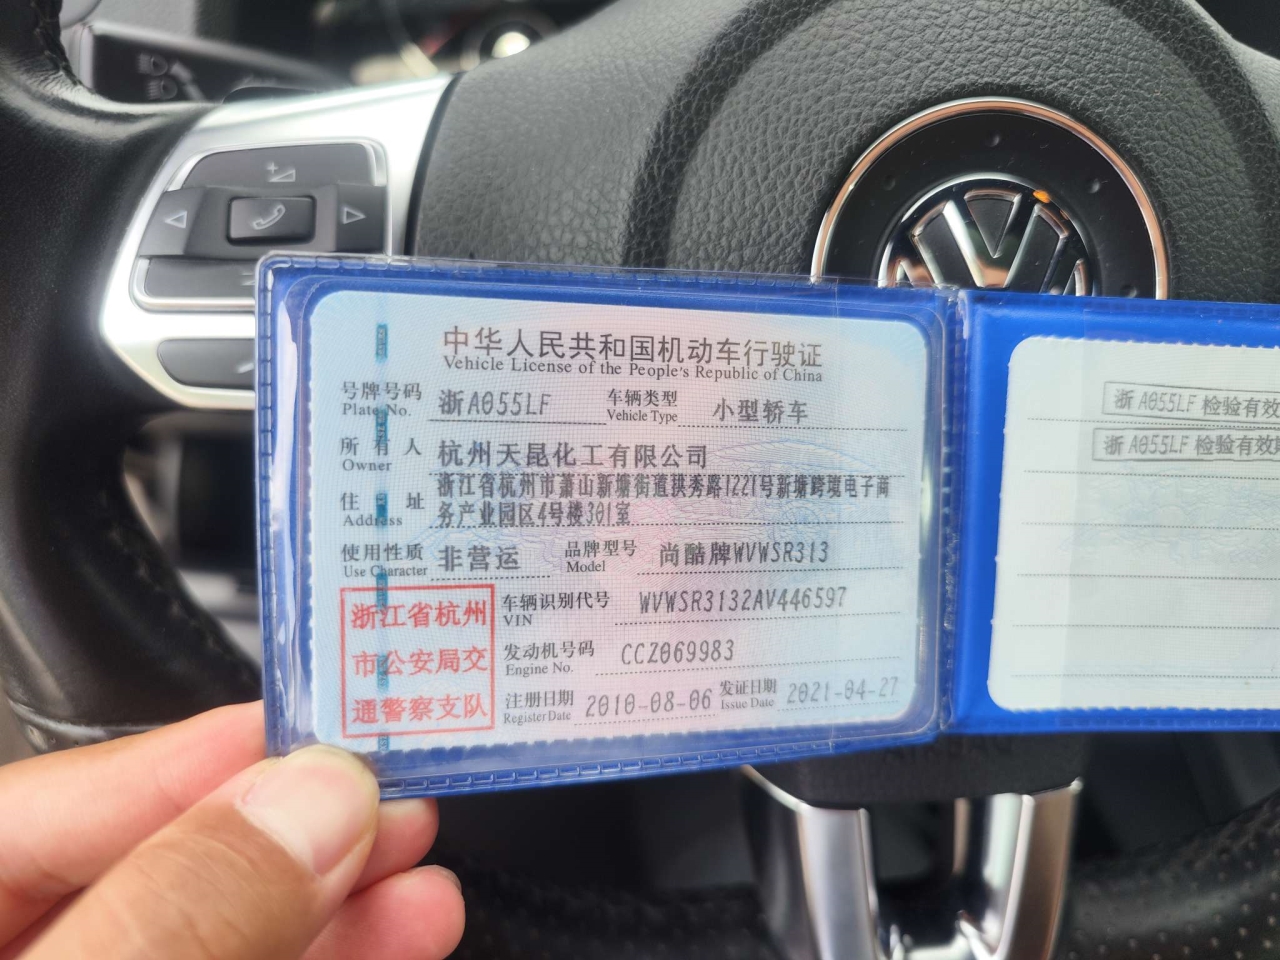 中华人民共和国机动车行驶证
Vehicle License of the People's Republic of China
号牌号码 浙A055LF 车辆类型 小型轿车
Plate No. Vehicle Type
所有人 杭州天昆化工有限公司
Owner
住址 浙江省杭州市萧山新塘街道拱秀路1221号新塘跨境电子商
Address 务产业园区4号楼301室
使用性质 非营运 品牌型号 尚酷牌WVWSR313
Use Character Model
车辆识别代号 WVWSR3132AV446597
VIN
发动机号码 CCZ069983
Engine No.
注册日期 2010-08-06 发证日期 2021-04-27
Register Date Issue Date
浙江省杭州
市公安局交
通警察支队
浙A055LF 检验有效
浙A055LF 检验有效